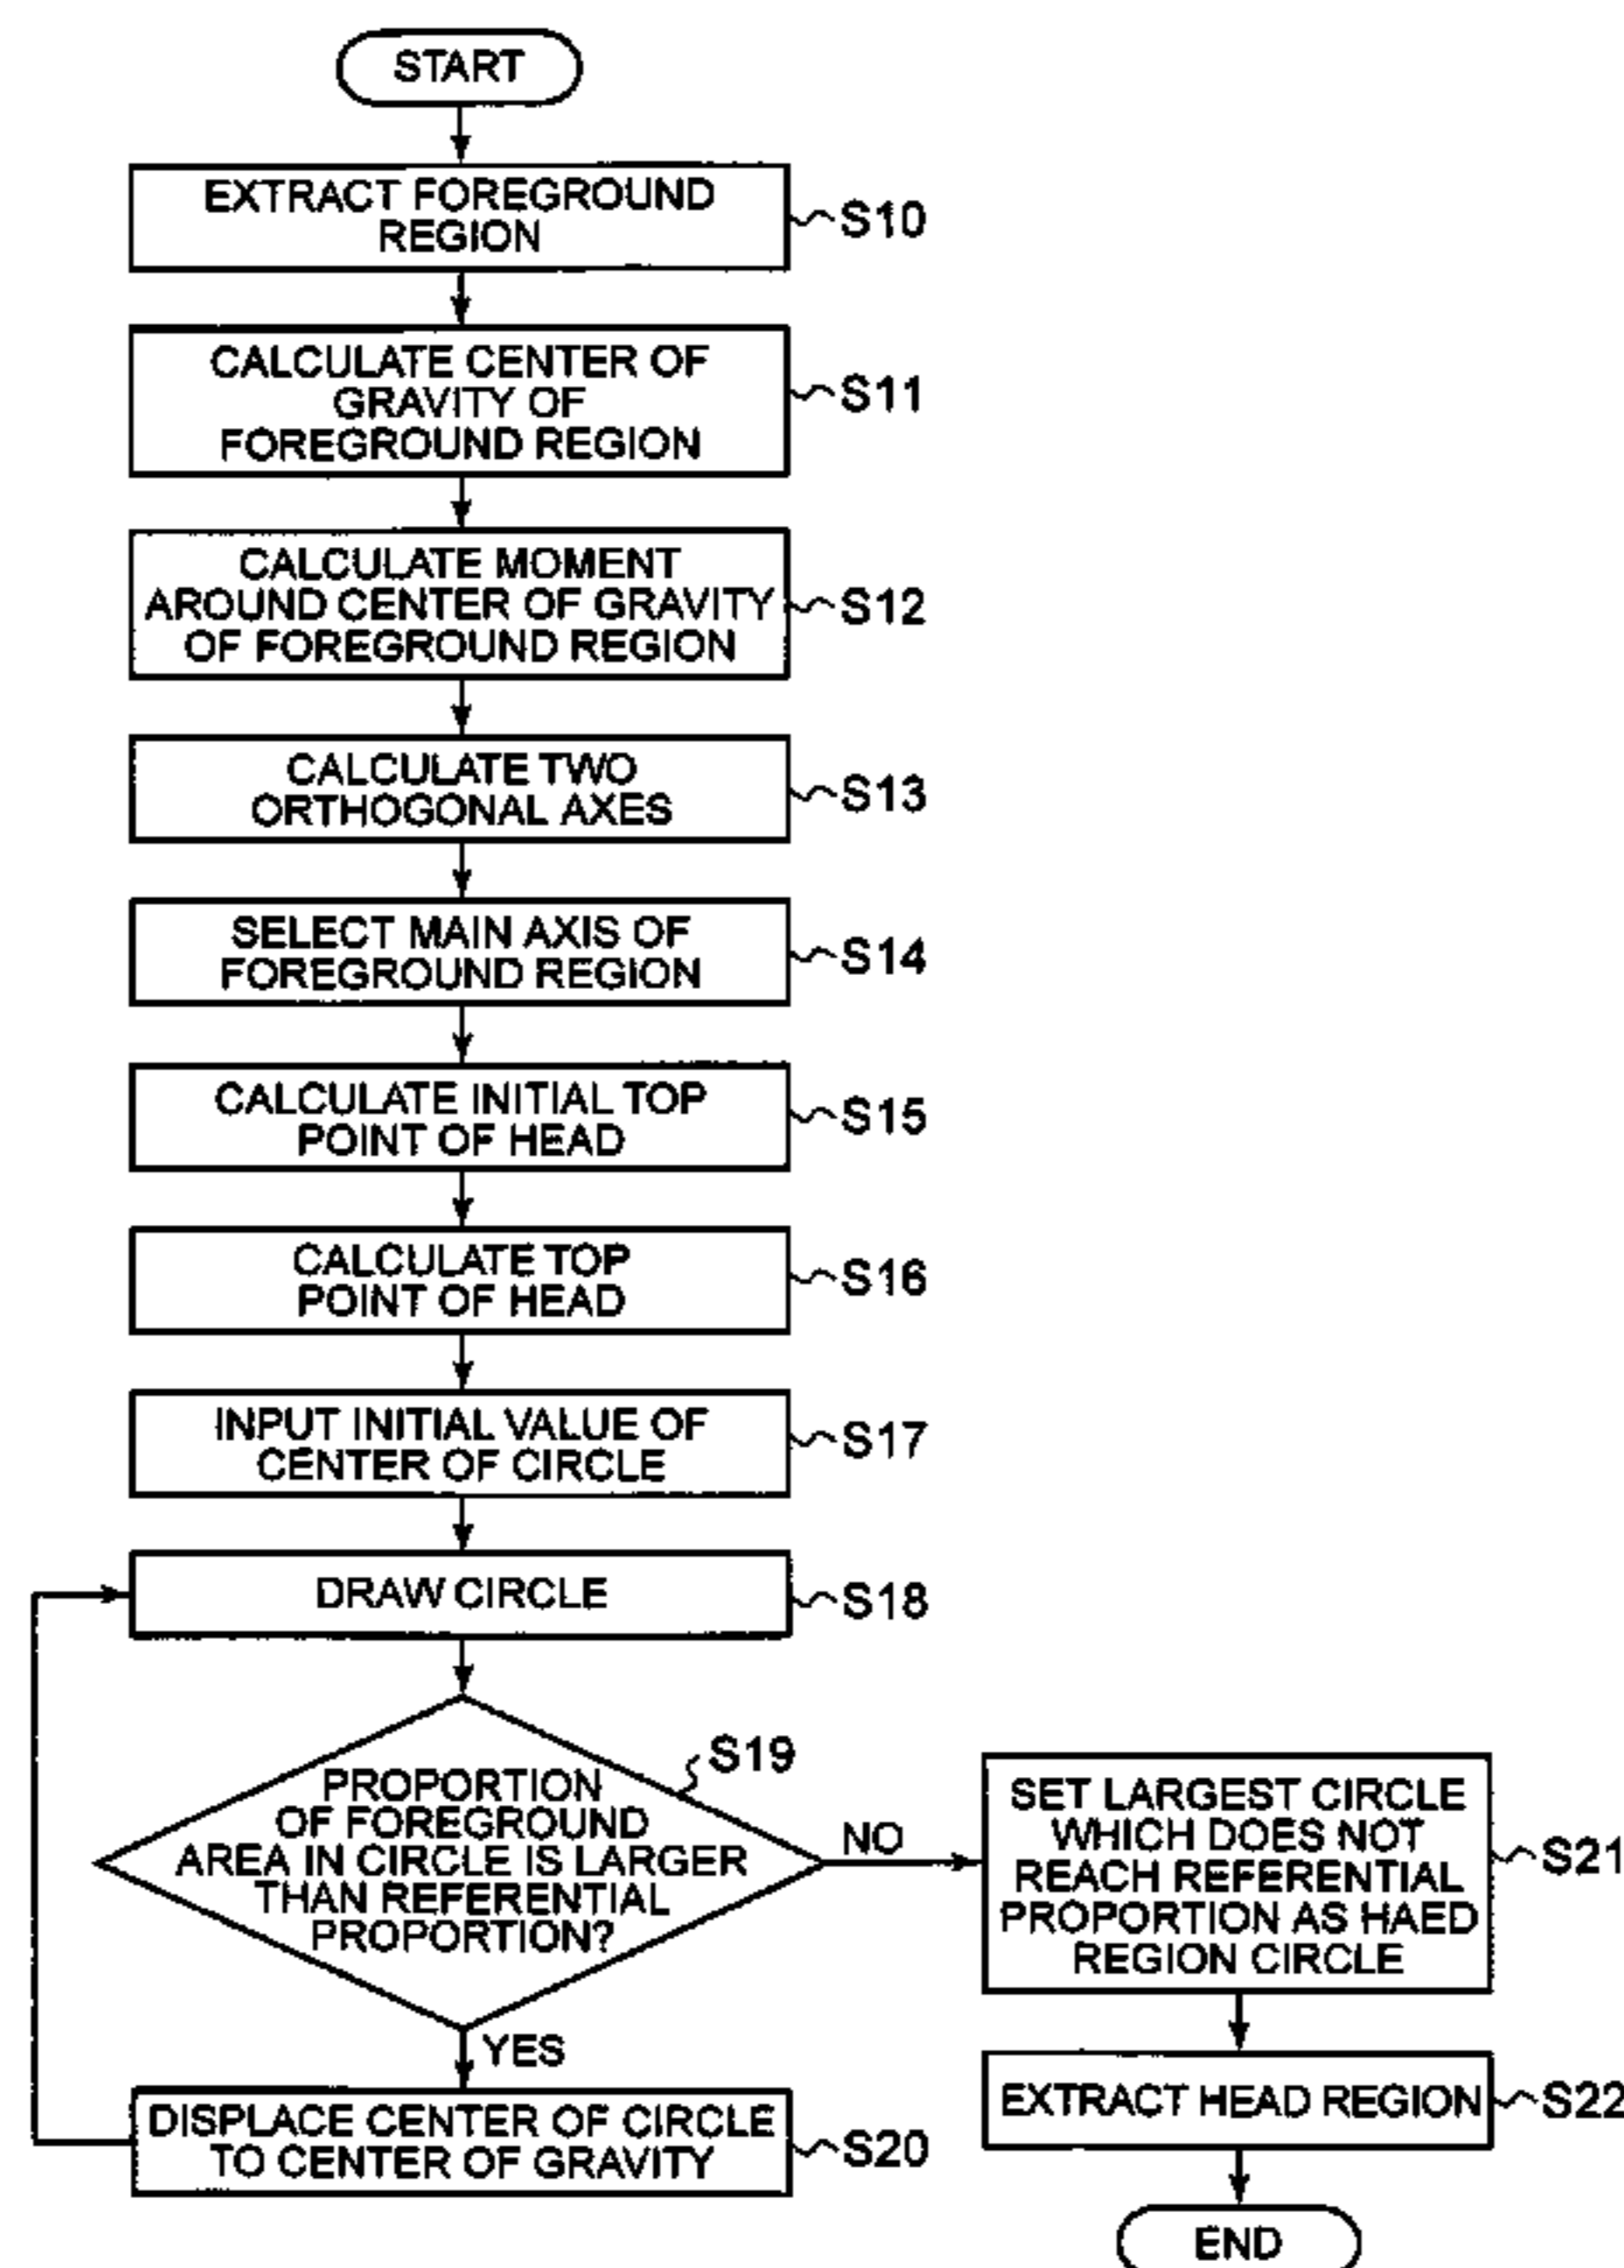 START
EXTRACT FOREGROUND
REGION
S10
CALCULATE CENTER OF
GRAVITY OF
FOREGROUND REGION
S11
CALCULATE MOMENT
AROUND CENTER OF GRAVITY
OF FOREGROUND REGION
S12
CALCULATE TWO
ORTHOGONAL AXES
S13
SELECT MAIN AXIS OF
FOREGROUND REGION
S14
CALCULATE INITIAL TOP
POINT OF HEAD
S15
CALCULATE TOP
POINT OF HEAD
S16
INPUT INITIAL VALUE OF
CENTER OF CIRCLE
S17
DRAW CIRCLE
S18
PROPORTION
OF FOREGROUND
AREA IN CIRCLE IS LARGER
THAN REFERENTIAL
PROPORTION?
S19
NO
YES
DISPLACE CENTER OF CIRCLE
TO CENTER OF GRAVITY
S20
SET LARGEST CIRCLE
WHICH DOES NOT
REACH REFERENTIAL
PROPORTION AS HAED
REGION CIRCLE
S21
EXTRACT HEAD REGION
S22
END